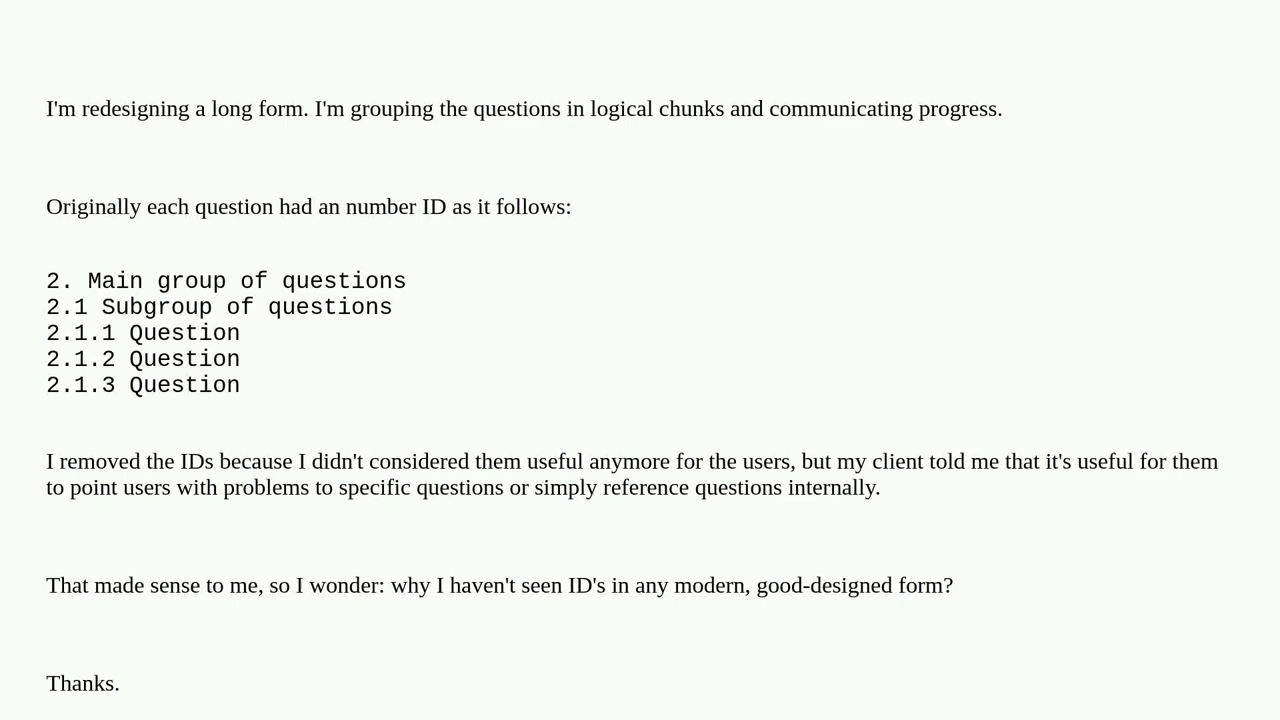 I'm redesigning a long form. I'm grouping the questions in logical chunks and communicating progress.
Originally each question had an number ID as it follows:
2. Main group of questions
2.1 Subgroup of questions
2.1.1 Question
2.1.2 Question
2.1.3 Question
I removed the IDs because I didn't considered them useful anymore for the users, but my client told me that it's useful for them
to point users with problems to specific questions or simply reference questions internally.
That made sense to me, so I wonder: why I haven't seen ID's in any modern, good-designed form?
Thanks.